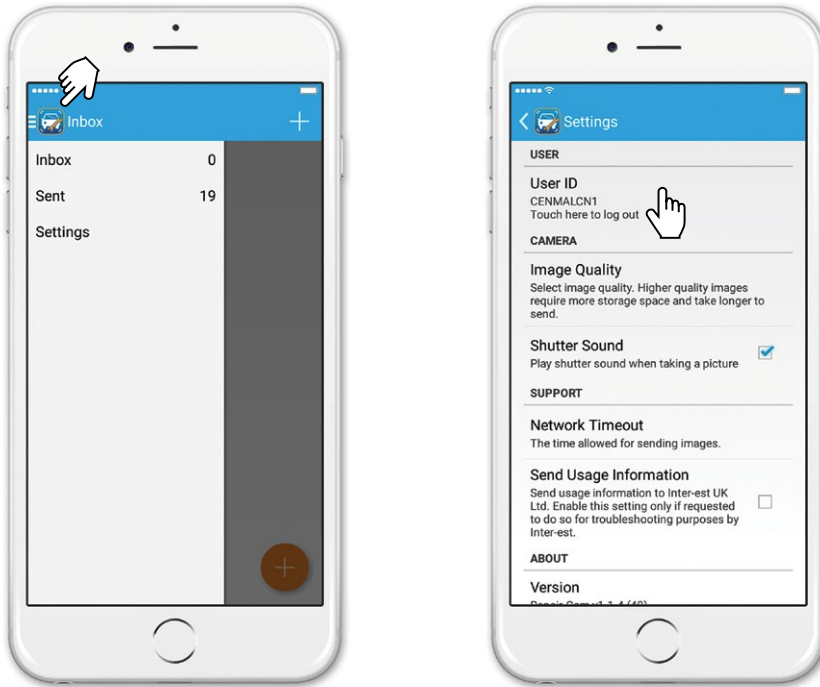 Inbox
Inbox 0
Sent 19
Settings
Settings
USER
User ID
CENMALCN1
Touch here to log out
CAMERA
Image Quality
Select image quality. Higher quality images
require more storage space and take longer to
send.
Shutter Sound
Play shutter sound when taking a picture
SUPPORT
Network Timeout
The time allowed for sending images.
Send Usage Information
Send usage information to Inter-est UK
Ltd. Enable this setting only if requested
to do so for troubleshooting purposes by
Inter-est.
ABOUT
Version